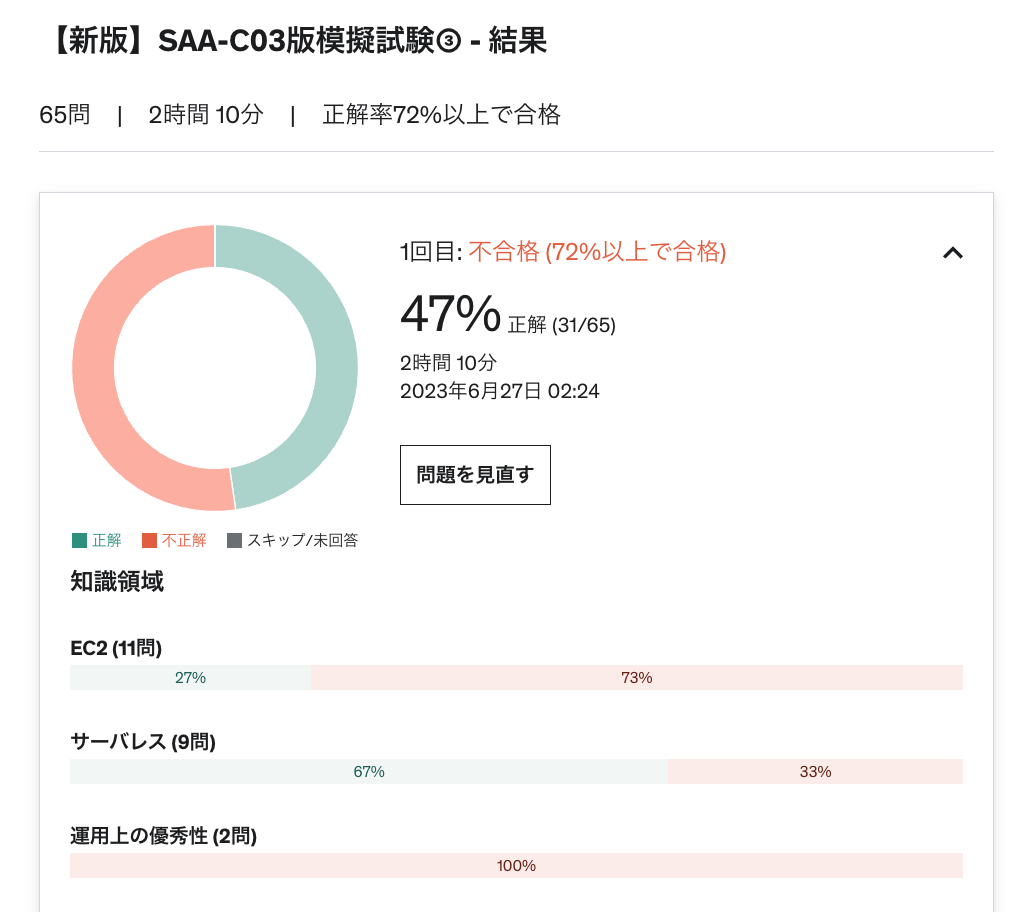 【新版】SAA-C03版模擬試験③ - 結果
65問 | 2時間 10分 | 正解率72%以上で合格
1回目: 不合格 (72%以上で合格)
47% 正解 (31/65)
2時間 10分
2023年6月27日 02:24
問題を見直す
正解 不正解 スキップ/未回答
知識領域
EC2 (11問)
27% 73%
サーバレス (9問)
67% 33%
運用上の優秀性 (2問)
100%